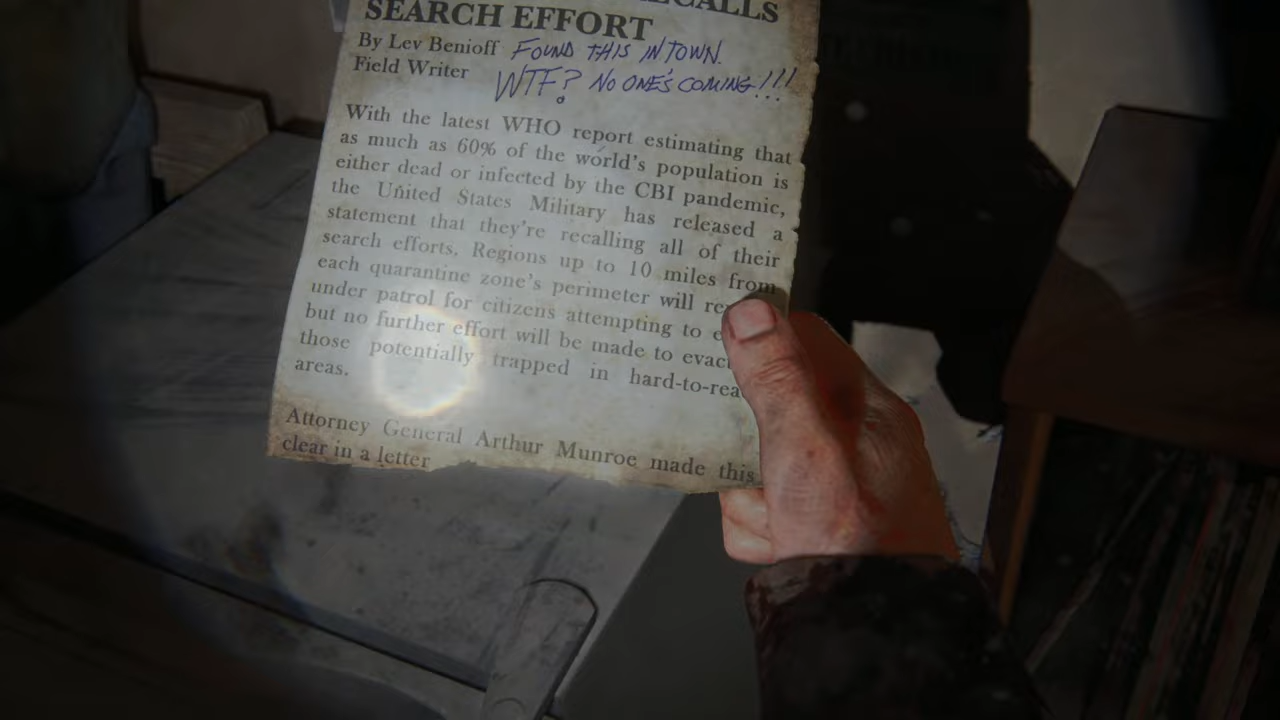 SEARCH EFFORT
By Lev Benioff FOUND THIS IN TOWN.
Field Writer WTF? NO ONE'S COMING!!!
With the latest WHO report estimating that
as much as 60% of the world's population is
either dead or infected by the CBI pandemic,
the United States Military has released a
statement that they're recalling all of their
search efforts. Regions up to 10 miles from
each quarantine zone's perimeter will
under patrol for citizens attempting to
but no further effort will be made to
those potentially trapped in
areas.
Attorney General Arthur Munroe made this
clear in a letter